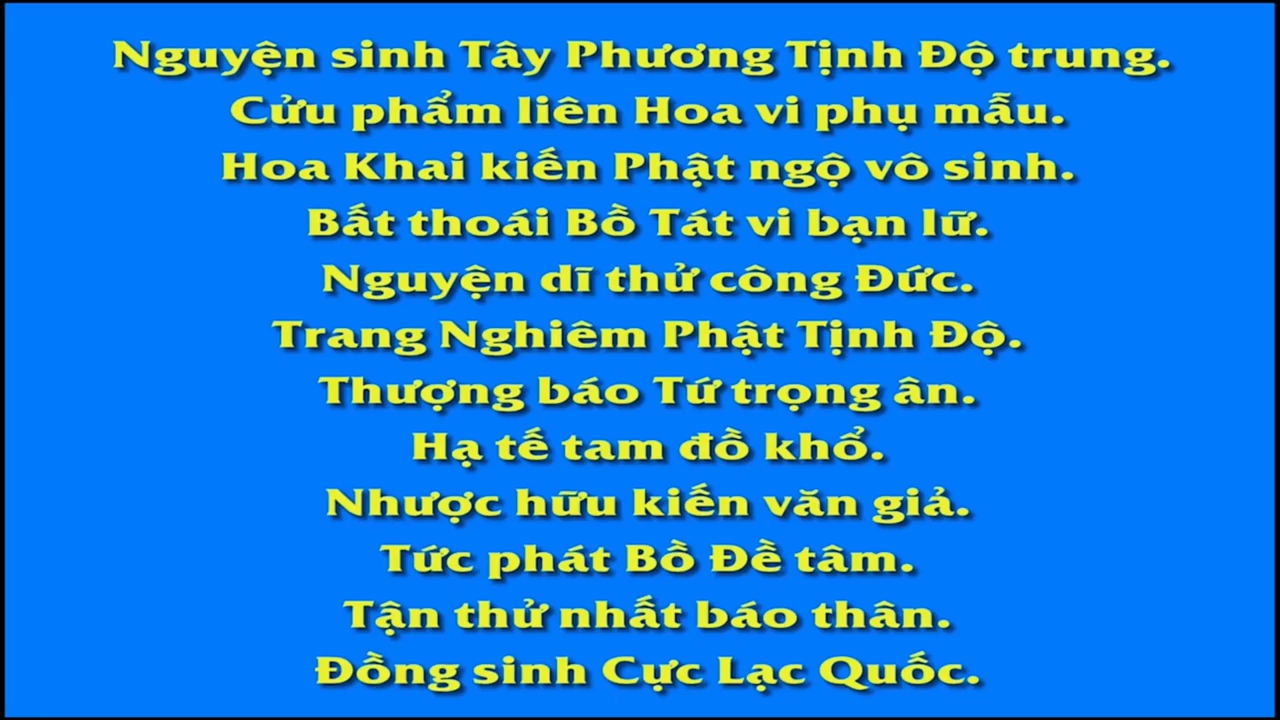 Nguyện sinh Tây Phương Tịnh Độ trung.
Cửu phẩm liên Hoa vi phụ mẫu.
Hoa Khai kiến Phật ngộ vô sinh.
Bất thoái Bồ Tát vi bạn lữ.
Nguyện dĩ thử công Đức.
Trang Nghiêm Phật Tịnh Độ.
Thượng báo Tứ trọng ân.
Hạ tế tam đồ khổ.
Nhược hữu kiến văn giả.
Tức phát Bồ Đề tâm.
Tận thử nhất báo thân.
Đồng sinh Cực Lạc Quốc.